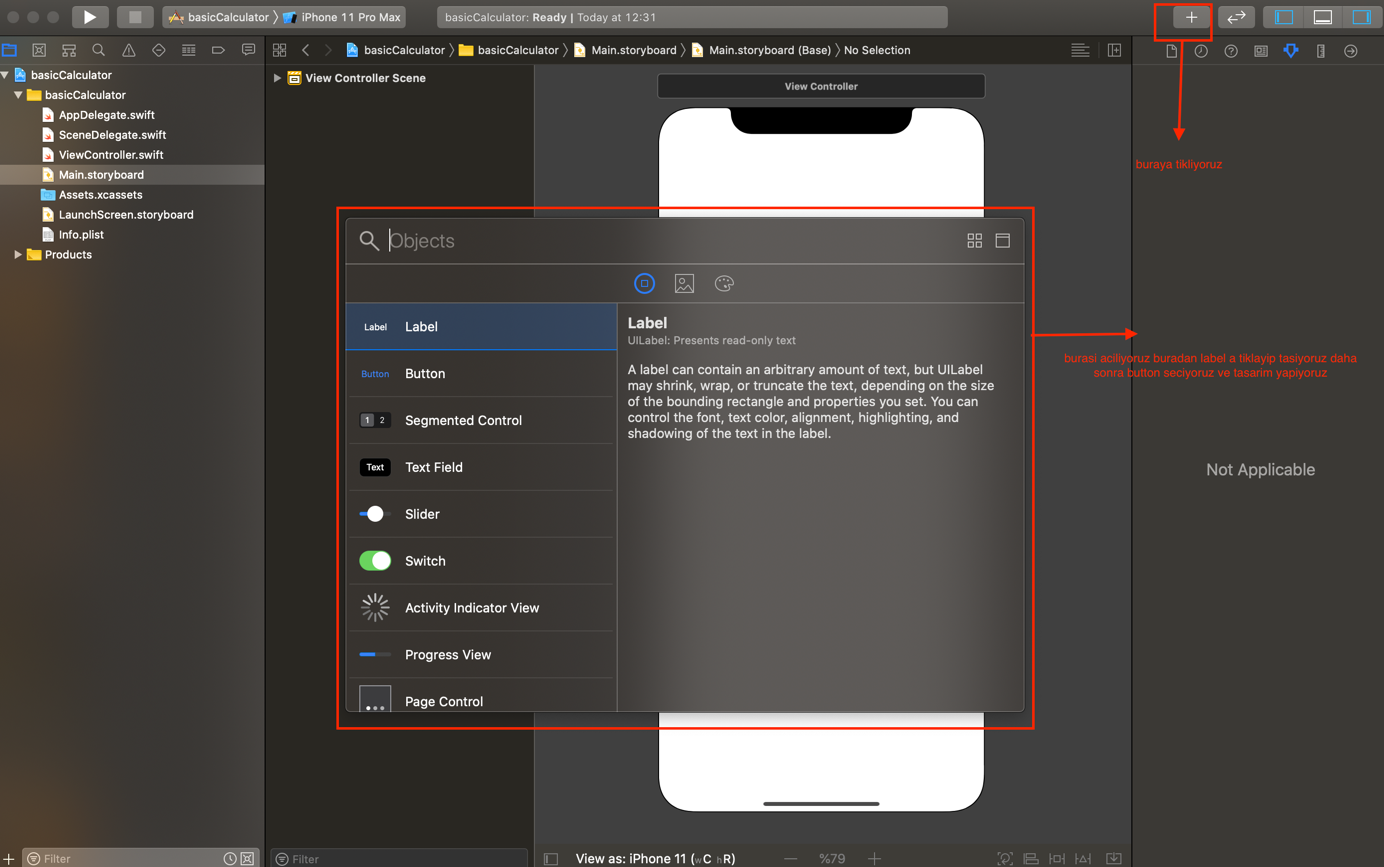 basicCalculator
iPhone 11 Pro Max
basicCalculator: Ready | Today at 12:31
basicCalculator
basicCalculator
Main.storyboard
Main.storyboard (Base)
No Selection
basicCalculator
basicCalculator
AppDelegate.swift
SceneDelegate.swift
ViewController.swift
Main.storyboard
Assets.xcassets
LaunchScreen.storyboard
Info.plist
Products
View Controller Scene
View Controller
buraya tikliyoruz
Objects
Label Label
Button Button
1 2 Segmented Control
Text Text Field
Slider
Switch
Activity Indicator View
Progress View
Page Control
Label
UILabel: Presents read-only text
A label can contain an arbitrary amount of text, but UILabel
may shrink, wrap, or truncate the text, depending on the size
of the bounding rectangle and properties you set. You can
control the font, text color, alignment, highlighting, and
shadowing of the text in the label.
burasi aciliyoruz buradan label a tiklayip tasiyoruz daha
sonra button seciyoruz ve tasarim yapiyoruz
Not Applicable
Filter
Filter
View as: iPhone 11 (wC hR)
%79